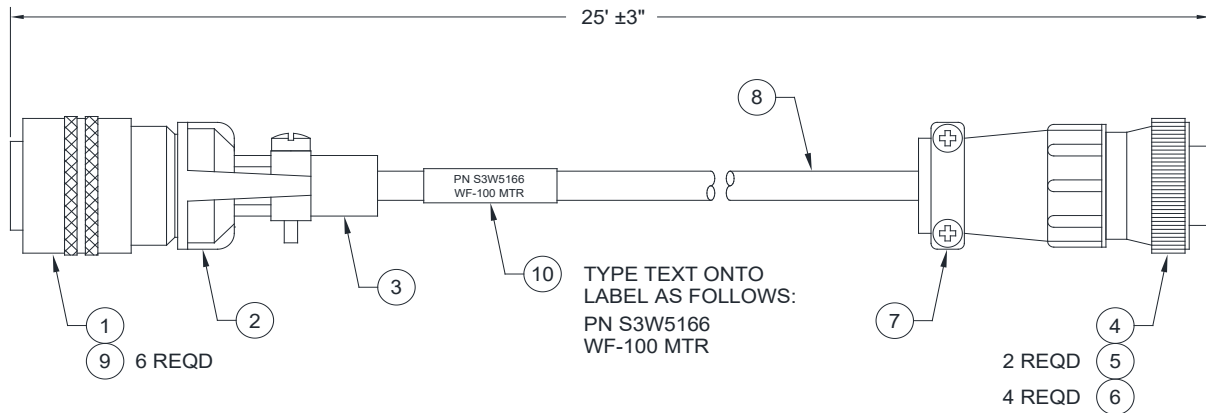 25' ±3"
8
PN S3W5166
WF-100 MTR
10
TYPE TEXT ONTO
LABEL AS FOLLOWS:
PN S3W5166
WF-100 MTR
3
2
1
9 6 REQD
7
4
2 REQD 5
4 REQD 6